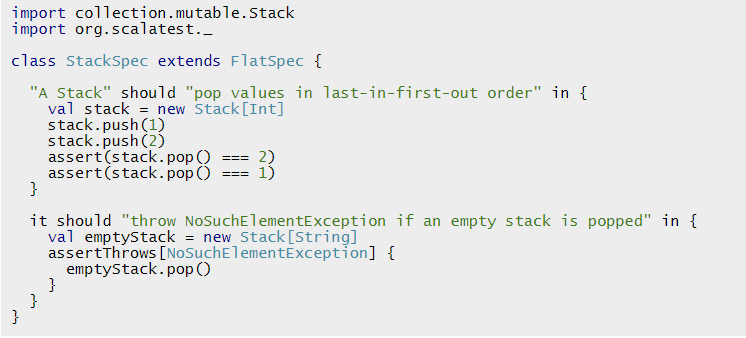 import collection.mutable.Stack
import org.scalatest._
class StackSpec extends FlatSpec {
"A Stack" should "pop values in last-in-first-out order" in {
val stack = new Stack[Int]
stack.push(1)
stack.push(2)
assert(stack.pop() === 2)
assert(stack.pop() === 1)
}
it should "throw NoSuchElementException if an empty stack is popped" in {
val emptyStack = new Stack[String]
assertThrows[NoSuchElementException] {
emptyStack.pop()
}
}
}